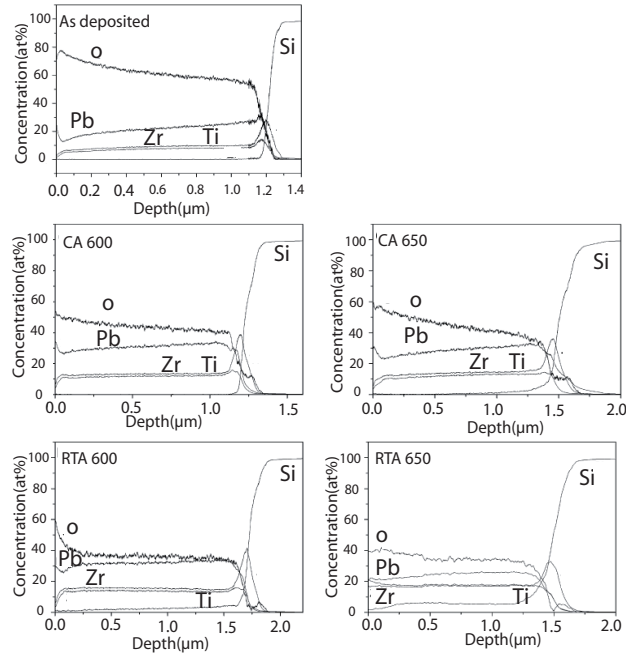 As deposited
Concentration(at%)
100
80
60
40
20
0
O
Pb
Zr
Ti
Si
0.0
0.2
0.4
0.6
0.8
1.0
1.2
1.4
Depth(μm)
CA 600
Concentration(at%)
100
80
60
40
20
0
O
Pb
Zr
Ti
Si
0.0
0.5
1.0
1.5
Depth(μm)
'CA 650
Concentration(at%)
100
80
60
40
20
0
O
Pb
Zr
Ti
Si
0.0
0.5
1.0
1.5
2.0
Depth(μm)
RTA 600
Concentration(at%)
100
80
60
40
20
0
O
Pb
Zr
Ti
Si
0.0
0.5
1.0
1.5
2.0
Depth(μm)
RTA 650
Concentration(at%)
100
80
60
40
20
0
O
Pb
Zr
Ti
Si
0.0
0.5
1.0
1.5
2.0
Depth(μm)